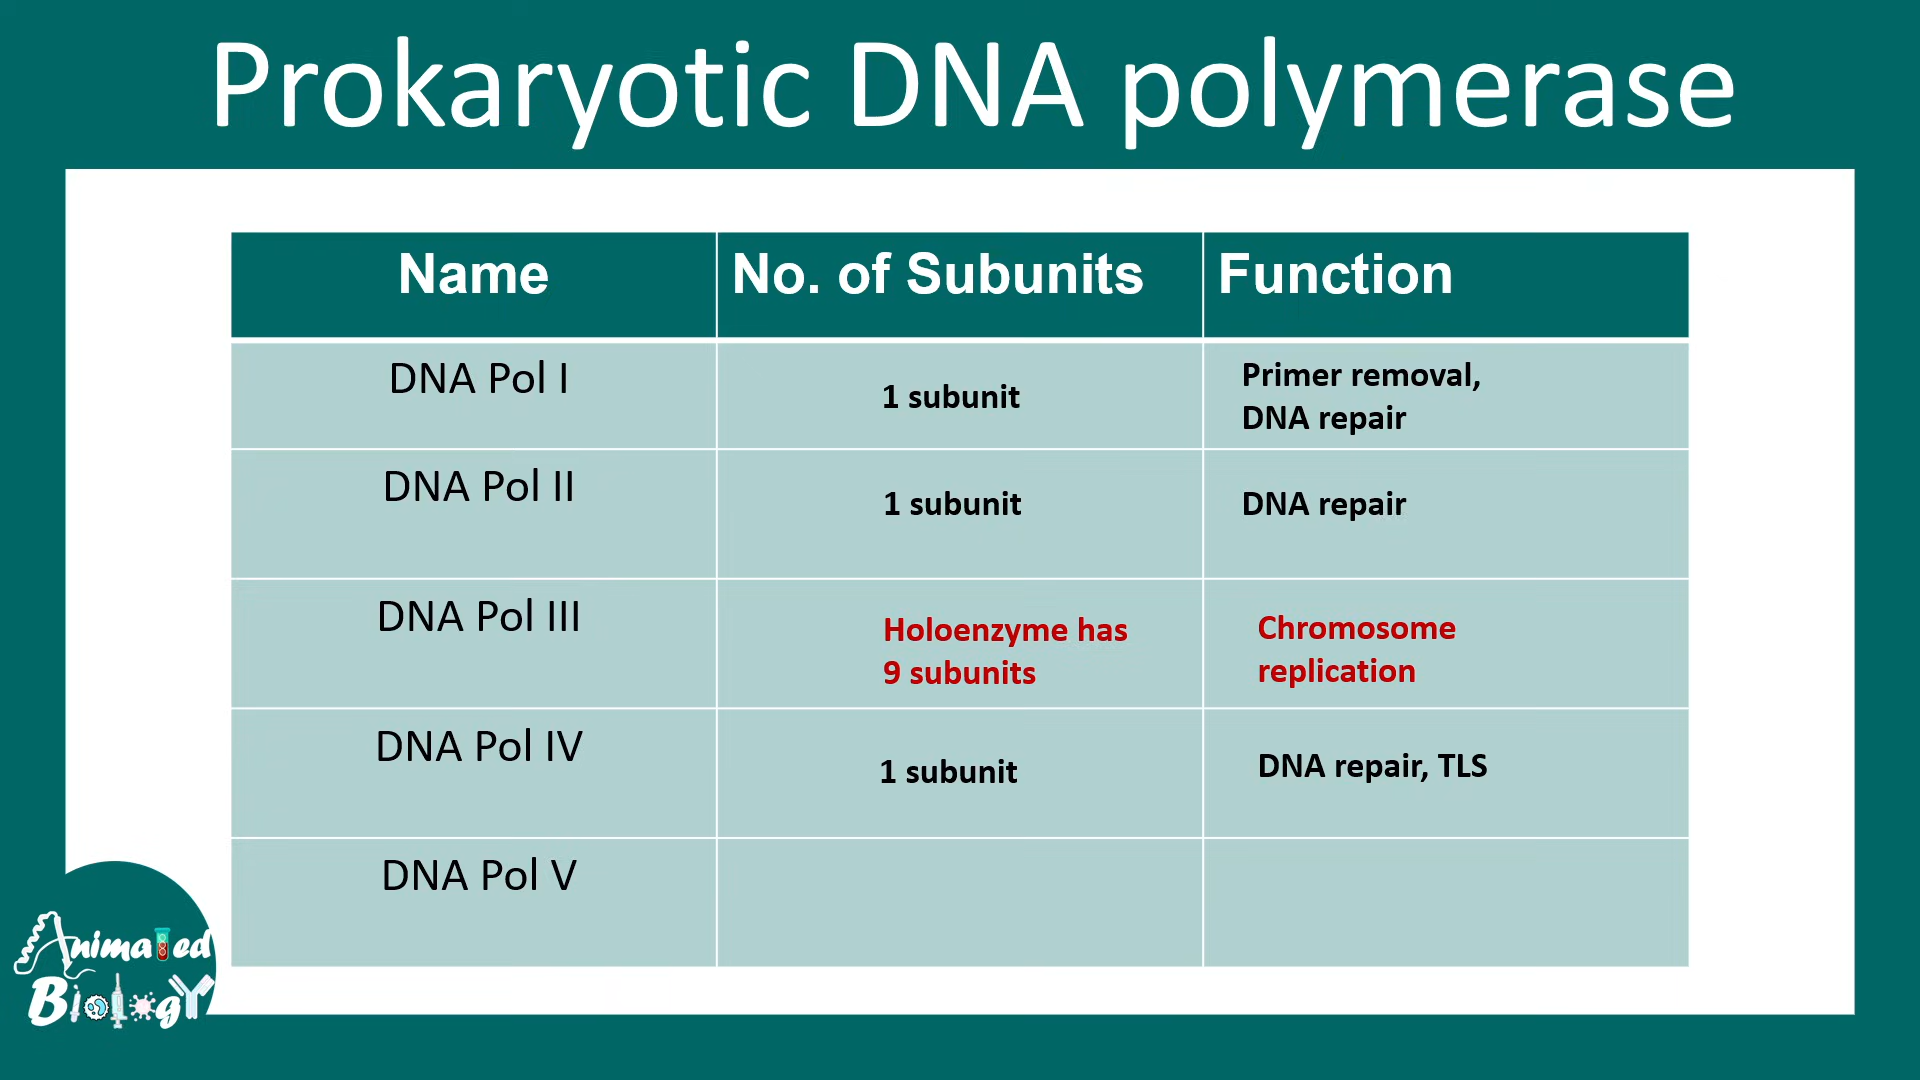 Prokaryotic DNA polymerase
Name No. of Subunits Function
DNA Pol I 1 subunit Primer removal,
DNA repair
DNA Pol II 1 subunit DNA repair
DNA Pol III Holoenzyme has
9 subunits Chromosome
replication
DNA Pol IV 1 subunit DNA repair, TLS
DNA Pol V
Animated
Biology